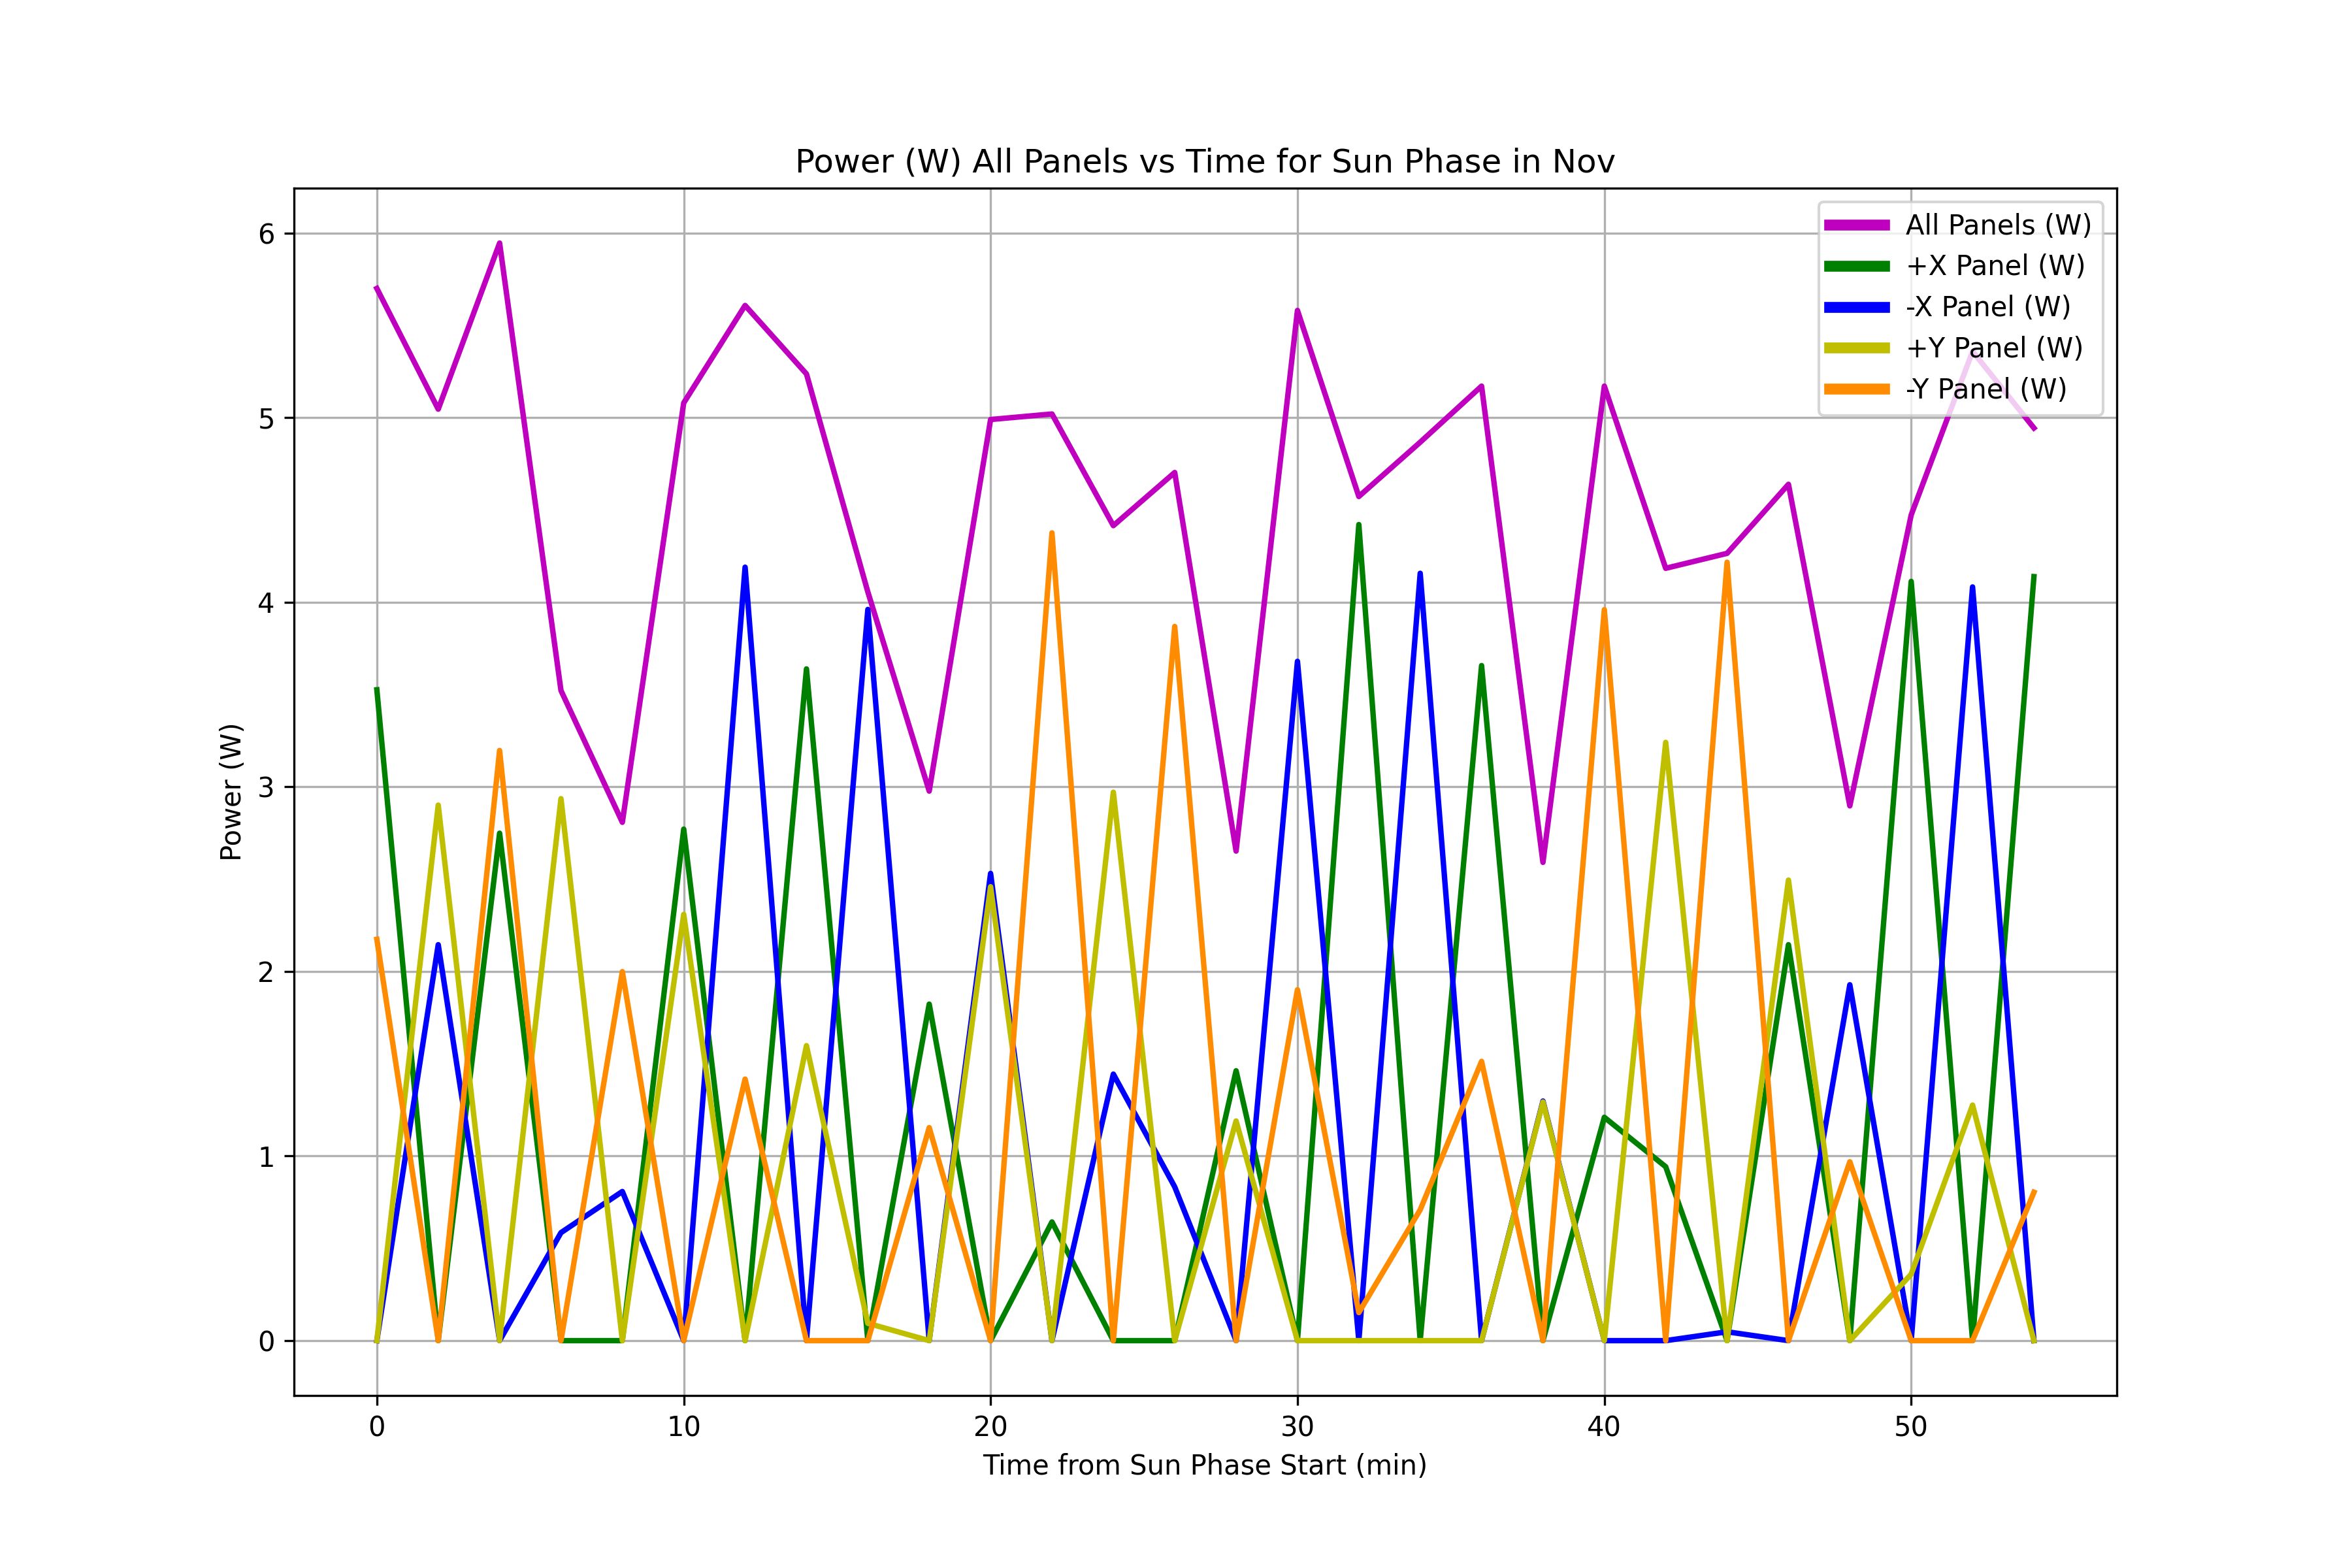 Power (W) All Panels vs Time for Sun Phase in Nov
All Panels (W)
+X Panel (W)
-X Panel (W)
+Y Panel (W)
-Y Panel (W)
6
5
4
3
2
1
0
Power (W)
0 10 20 30 40 50
Time from Sun Phase Start (min)